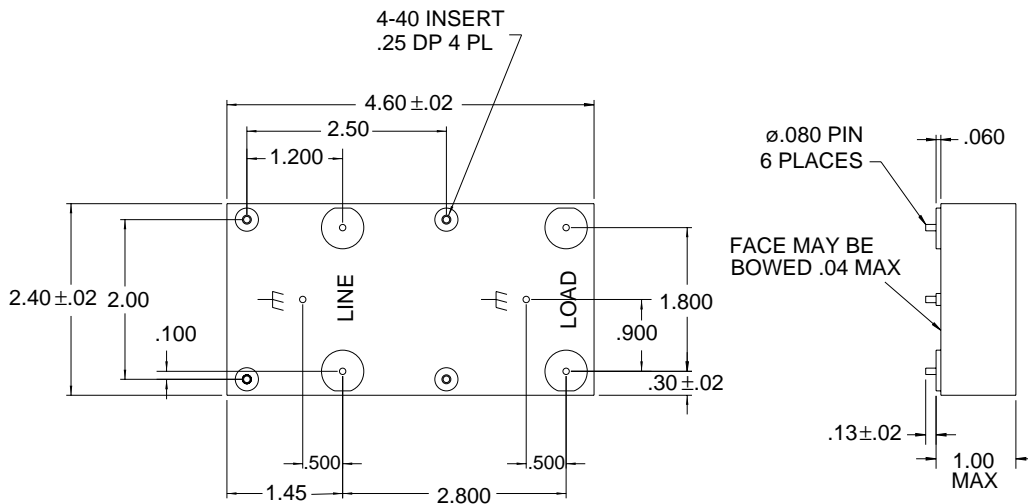 4-40 INSERT
.25 DP 4 PL
4.60±.02
2.50
1.200
ø.080 PIN
6 PLACES
.060
FACE MAY BE
BOWED .04 MAX
2.40±.02
2.00
.100
LINE
LOAD
1.800
.900
.30±.02
.500
.500
1.45
2.800
.13±.02
1.00
MAX